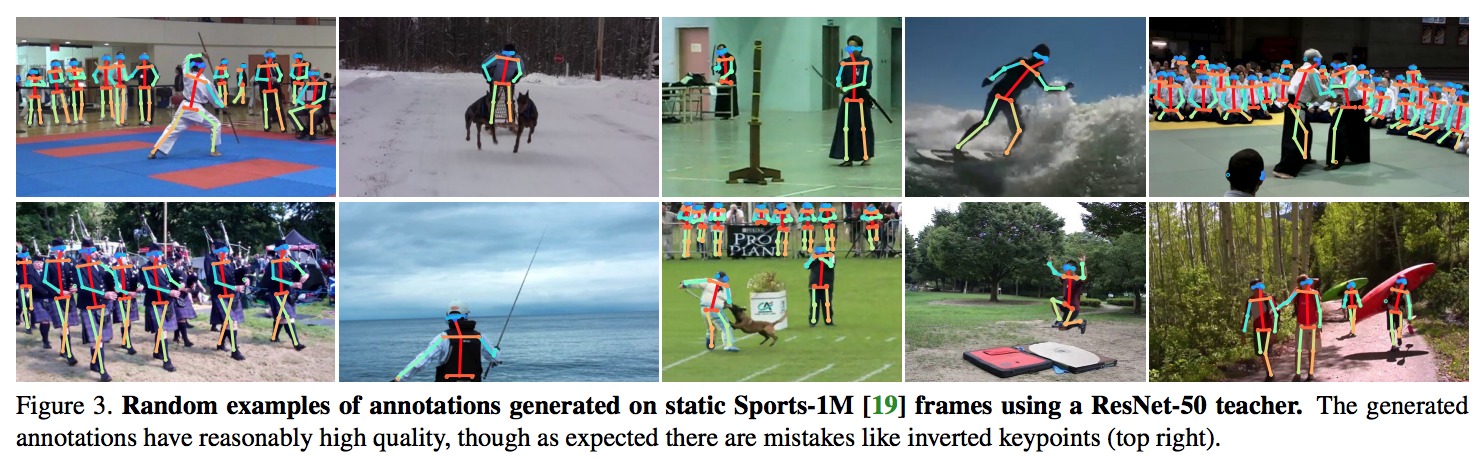 PRO
PLAN
CA
Figure 3. Random examples of annotations generated on static Sports-1M [19] frames using a ResNet-50 teacher. The generated
annotations have reasonably high quality, though as expected there are mistakes like inverted keypoints (top right).